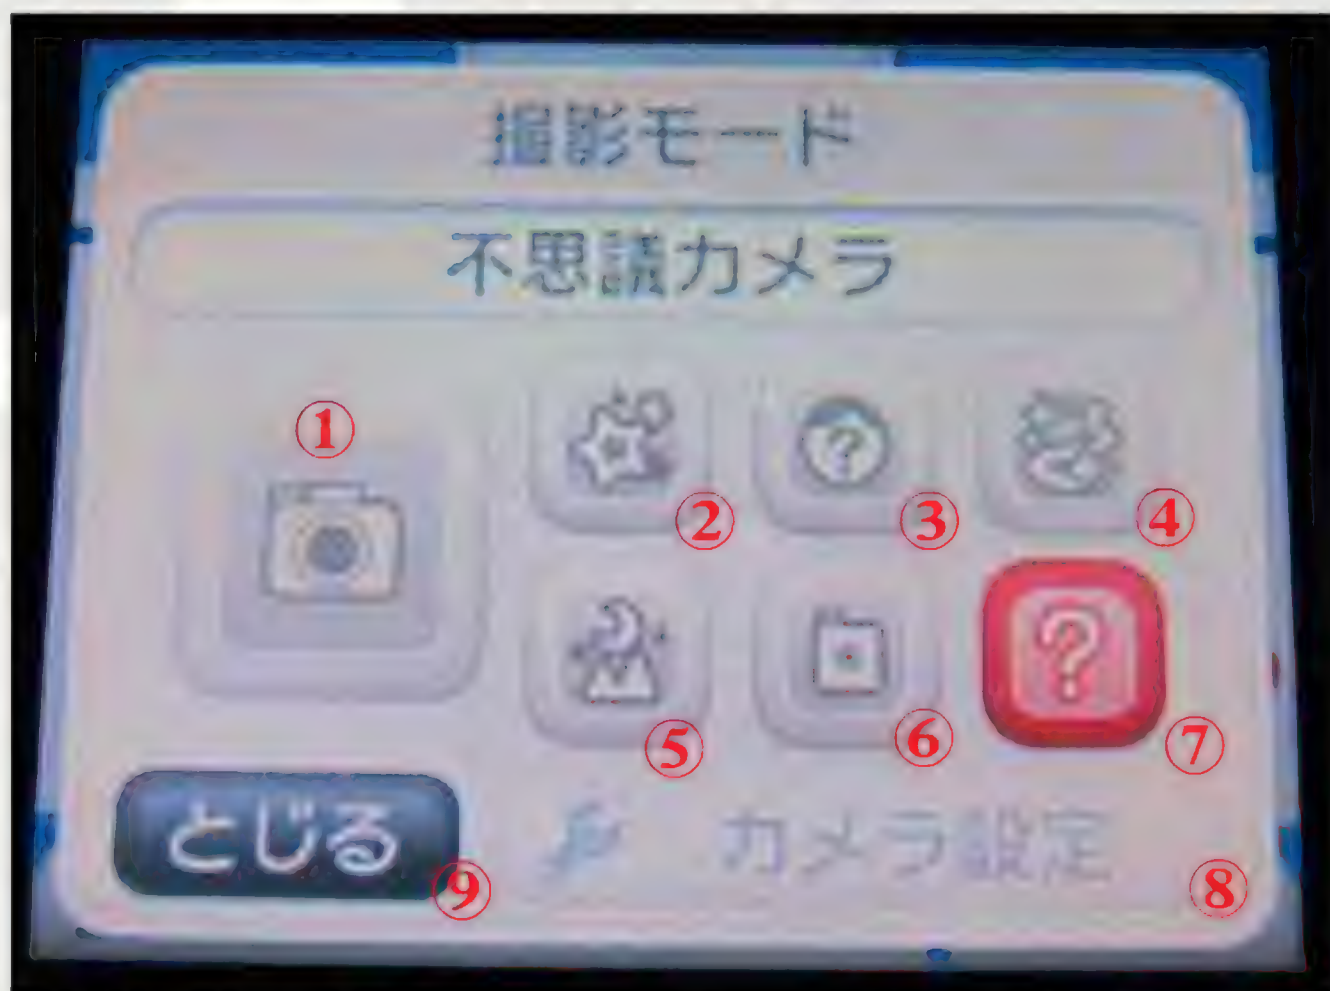 撮影モード
不思議カメラ
①
② ? ③ ④
⑤ ⑥ ? ⑦
とじる ⑨ カメラ設定 ⑧